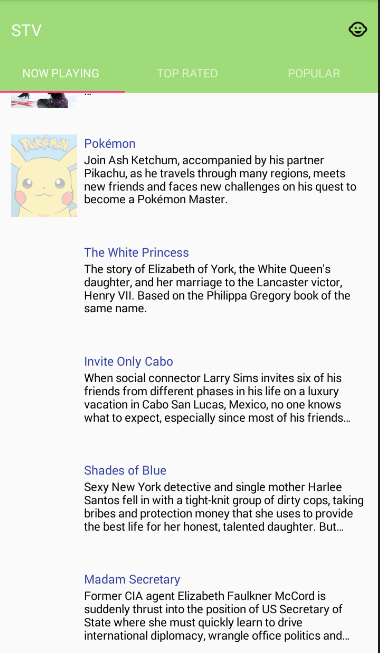 STV
NOW PLAYING
TOP RATED
POPULAR
...
POKéMON
Pokémon
Join Ash Ketchum, accompanied by his partner
Pikachu, as he travels through many regions, meets
new friends and faces new challenges on his quest to
become a Pokémon Master.
The White Princess
The story of Elizabeth of York, the White Queen's
daughter, and her marriage to the Lancaster victor,
Henry VII. Based on the Philippa Gregory book of the
same name.
Invite Only Cabo
When social connector Larry Sims invites six of his
friends from different phases in his life on a luxury
vacation in Cabo San Lucas, Mexico, no one knows
what to expect, especially since most of his friends...
Shades of Blue
Sexy New York detective and single mother Harlee
Santos fell in with a tight-knit group of dirty cops, taking
bribes and protection money that she uses to provide
the best life for her honest, talented daughter. But...
Madam Secretary
Former CIA agent Elizabeth Faulkner McCord is
suddenly thrust into the position of US Secretary of
State where she must quickly learn to drive
international diplomacy, wrangle office politics and...